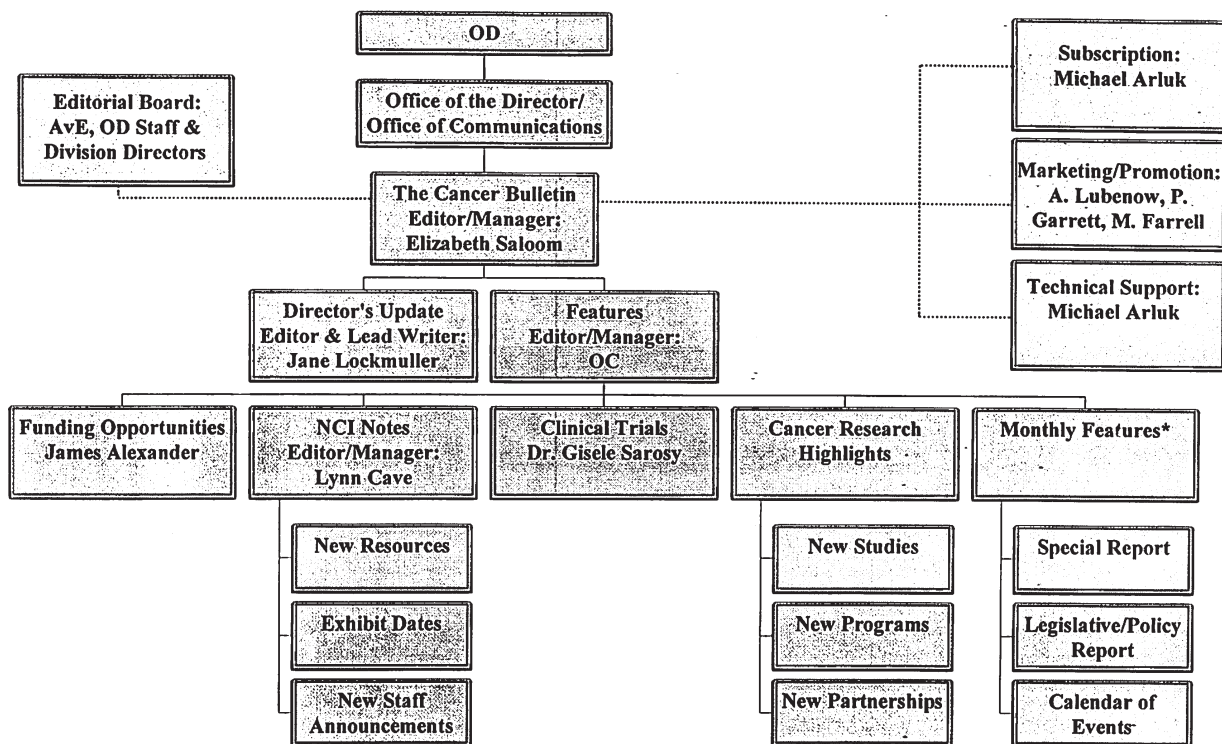 OD
Office of the Director/
Office of Communications
Editorial Board:
AvE, OD Staff &
Division Directors
The Cancer Bulletin
Editor/Manager:
Elizabeth Saloom
Subscription:
Michael Arluk
Marketing/Promotion:
A. Lubenow, P.
Garrett, M. Farrell
Technical Support:
Michael Arluk
Director's Update
Editor & Lead Writer:
Jane Lockmuller
Features
Editor/Manager:
OC
Funding Opportunities
James Alexander
NCI Notes
Editor/Manager:
Lynn Cave
Clinical Trials
Dr. Gisele Sarosy
Cancer Research
Highlights
Monthly Features*
New Resources
Exhibit Dates
New Staff
Announcements
New Studies
New Programs
New Partnerships
Special Report
Legislative/Policy
Report
Calendar of
Events